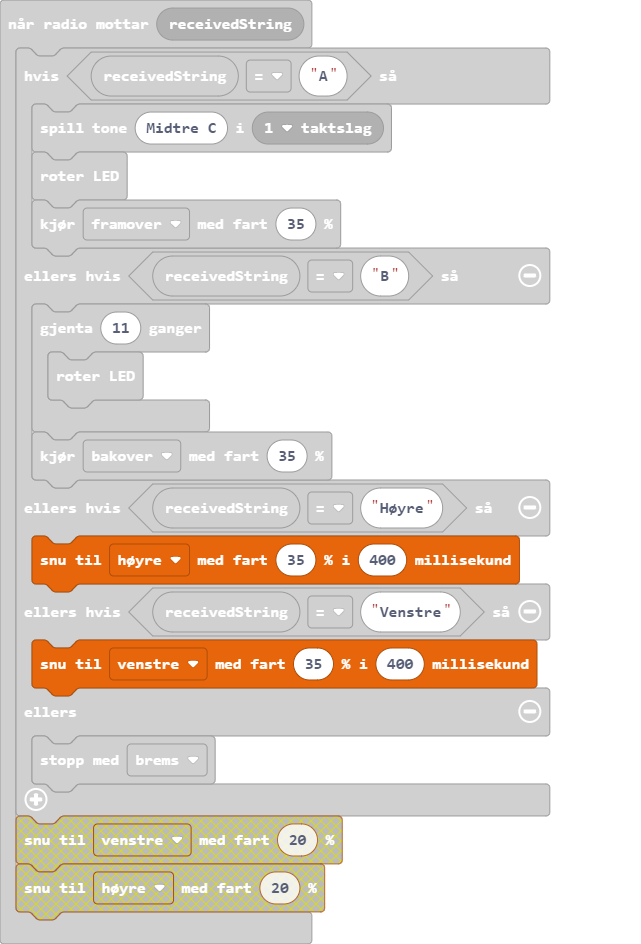 når radio mottar receivedString
hvis receivedString = "A" så
spill tone Midtre C i 1 taktslag
roter LED
kjør framover med fart 35 %
ellers hvis receivedString = "B" så
gjenta 11 ganger
roter LED
kjør bakover med fart 35 %
ellers hvis receivedString = "Høyre" så
snu til høyre med fart 35 % i 400 millisekund
ellers hvis receivedString = "Venstre" så
snu til venstre med fart 35 % i 400 millisekund
ellers
stopp med brems
snu til venstre med fart 20 %
snu til høyre med fart 20 %